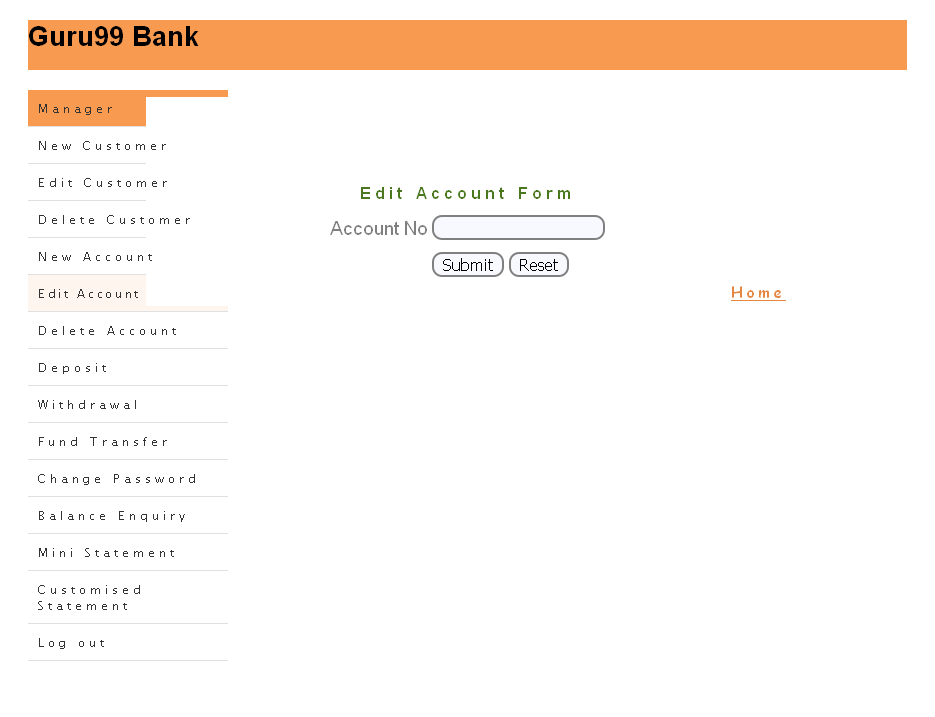 Guru99 Bank
Manager
New Customer
Edit Customer
Delete Customer
New Account
Edit Account
Delete Account
Deposit
Withdrawal
Fund Transfer
Change Password
Balance Enquiry
Mini Statement
Customised
Statement
Log out
Edit Account Form
Account No
Submit Reset
Home